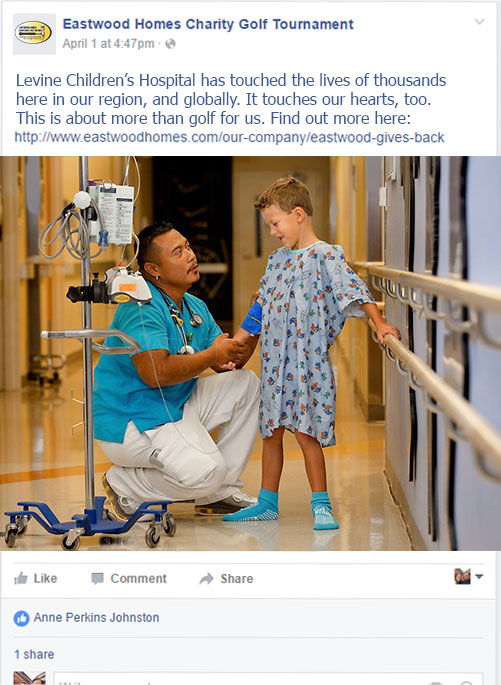 Eastwood Homes Charity Golf Tournament
April 1 at 4:47pm ·
Levine Children's Hospital has touched the lives of thousands
here in our region, and globally. It touches our hearts, too.
This is about more than golf for us. Find out more here:
http://www.eastwoodhomes.com/our-company/eastwood-gives-back
Like Comment Share
Anne Perkins Johnston
1 share